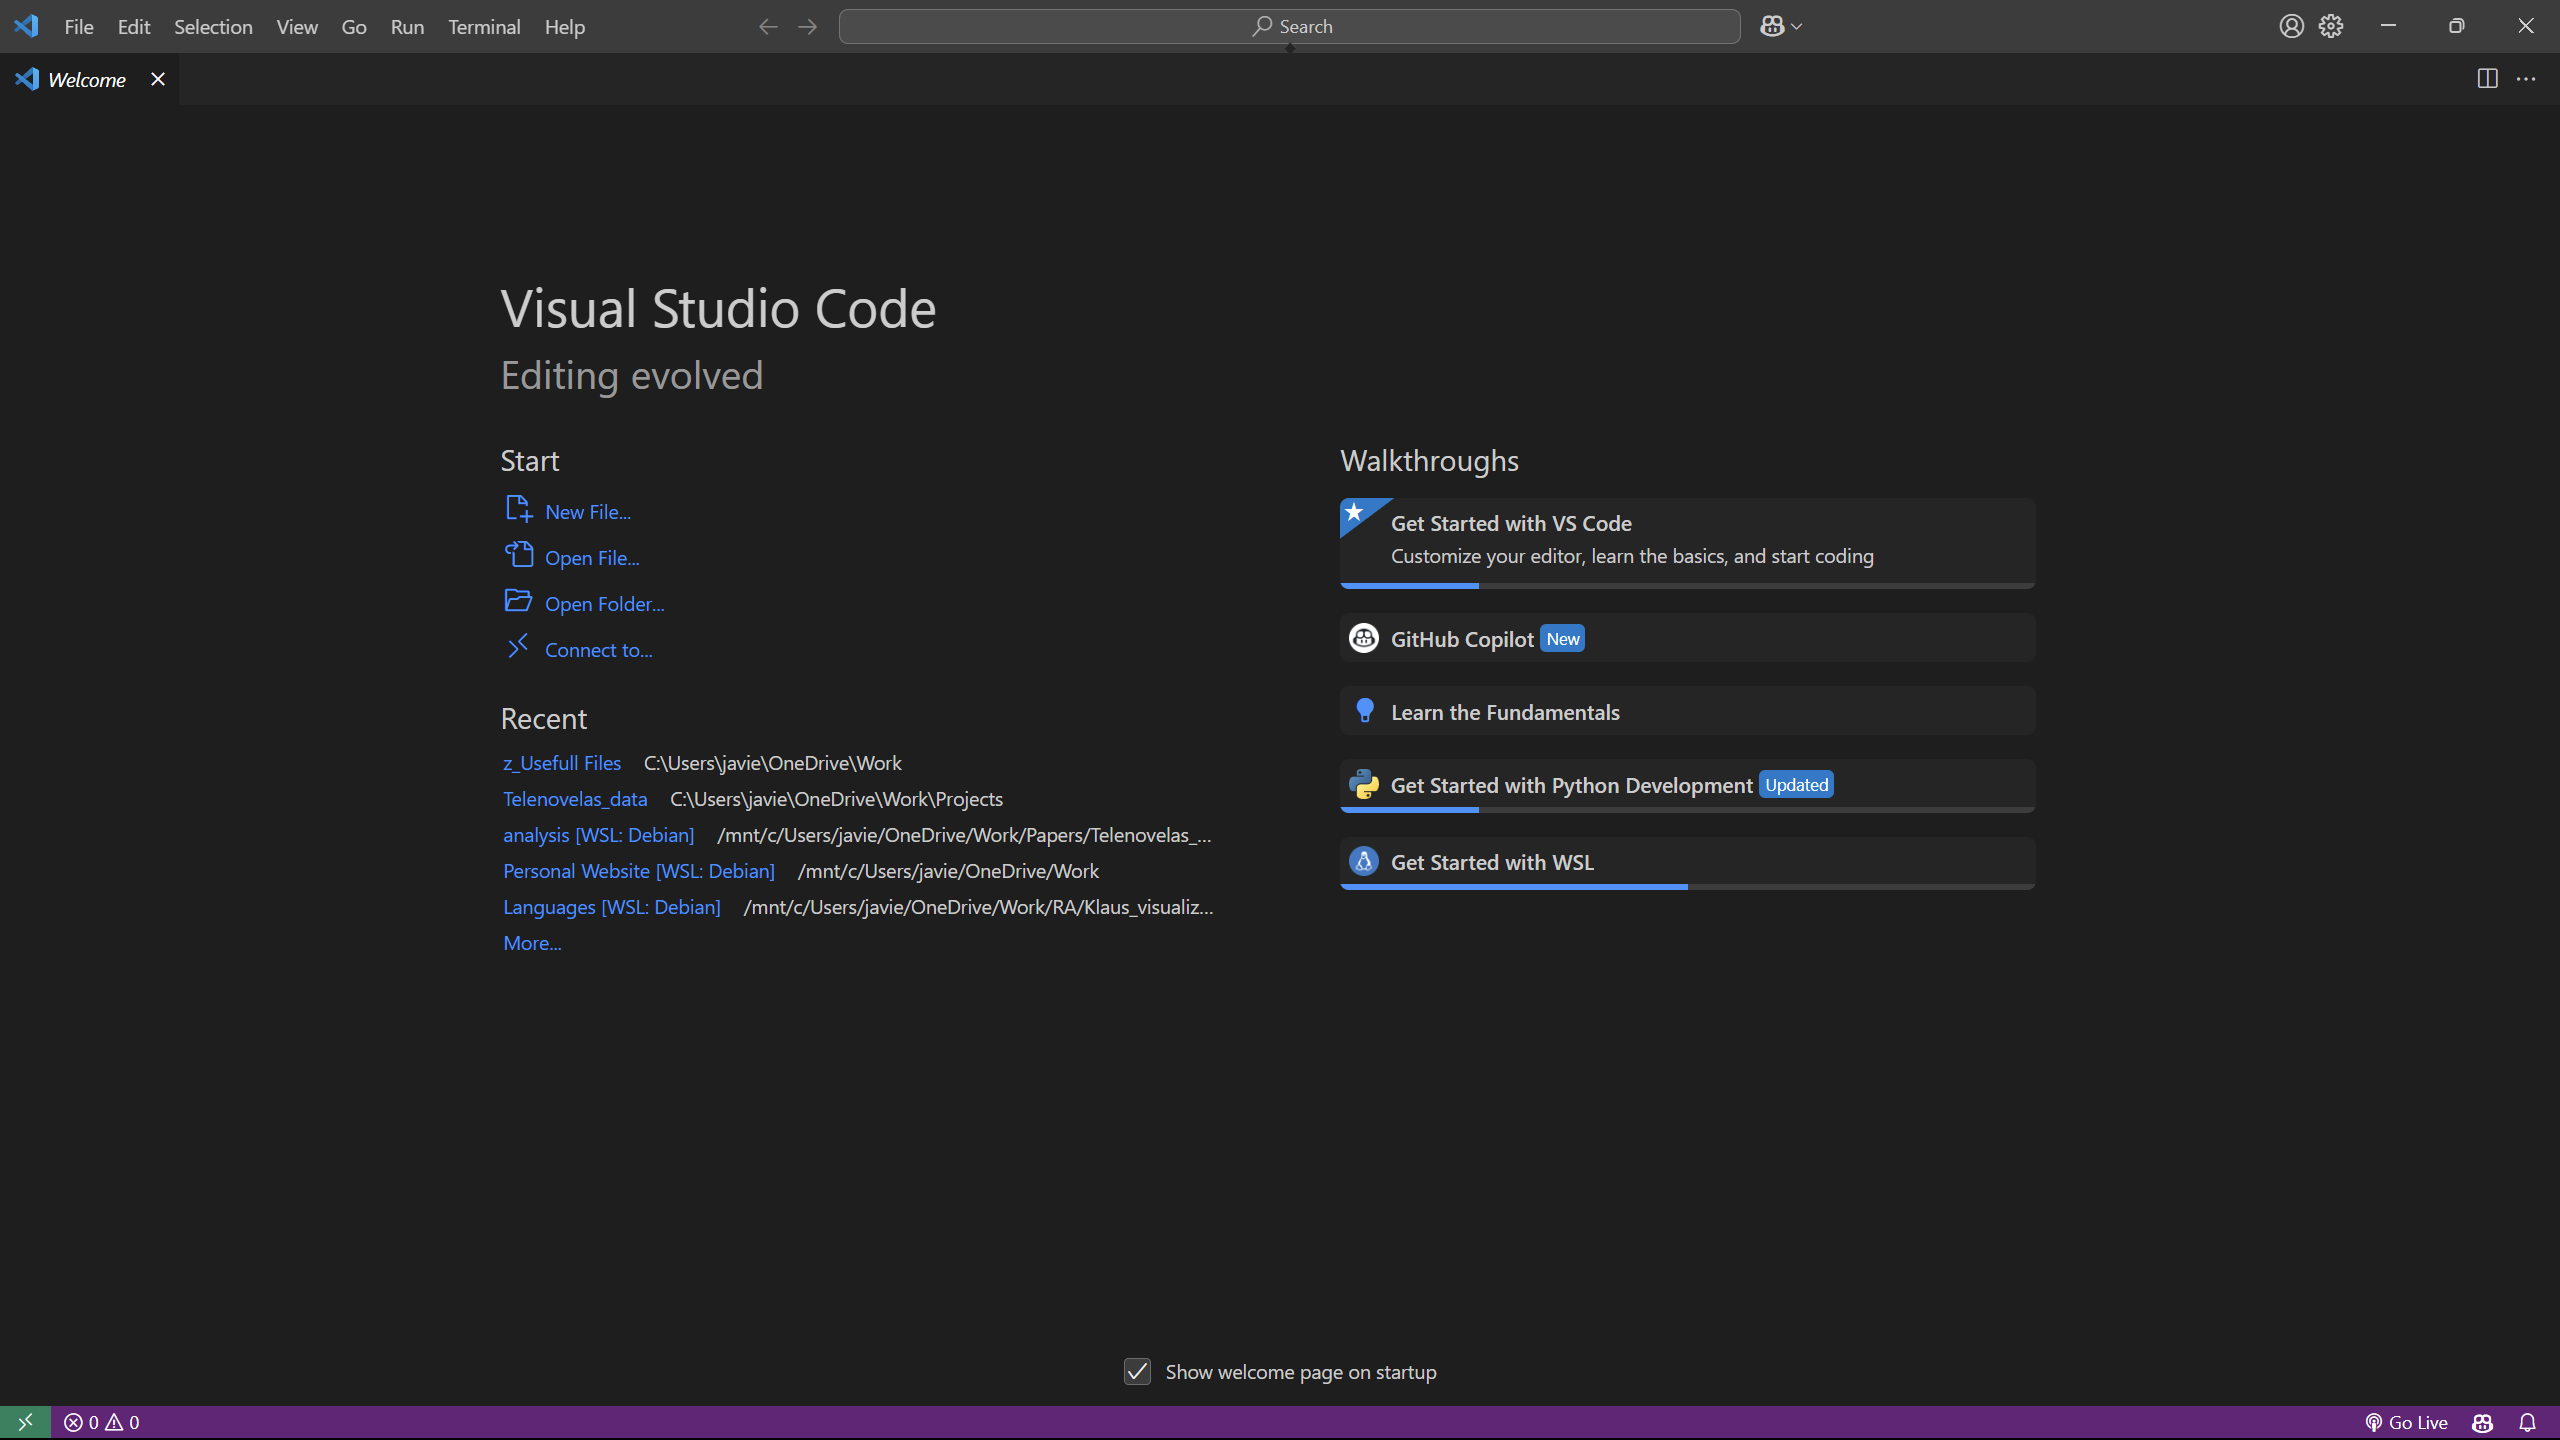 File Edit Selection View Go Run Terminal Help
Search
Welcome
Visual Studio Code
Editing evolved
Start
New File...
Open File...
Open Folder...
Connect to...
Recent
z_Usefull Files C:\Users\javie\OneDrive\Work
Telenovelas_data C:\Users\javie\OneDrive\Work\Projects
analysis [WSL: Debian] /mnt/c/Users/javie/OneDrive/Work/Papers/Telenovelas_...
Personal Website [WSL: Debian] /mnt/c/Users/javie/OneDrive/Work
Languages [WSL: Debian] /mnt/c/Users/javie/OneDrive/Work/RA/Klaus_visualiz...
More...
Walkthroughs
Get Started with VS Code
Customize your editor, learn the basics, and start coding
GitHub Copilot New
Learn the Fundamentals
Get Started with Python Development Updated
Get Started with WSL
Show welcome page on startup
0 0
Go Live